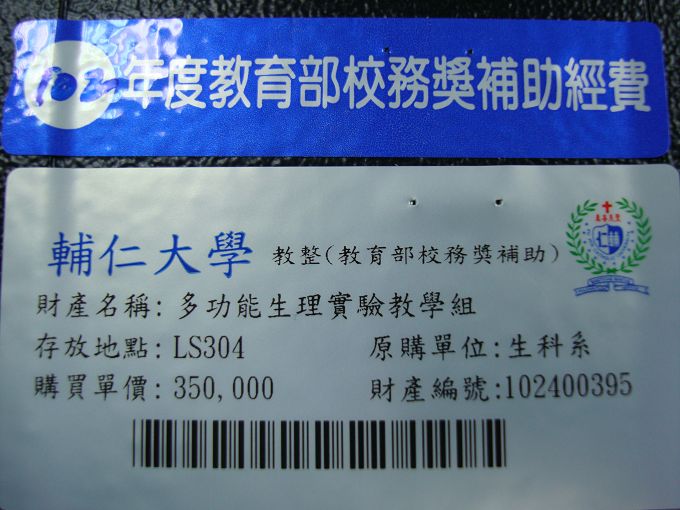 102年度教育部校務獎補助經費
輔仁大學 教整(教育部校務獎補助)
財產名稱: 多功能生理實驗教學組
存放地點: LS304 原購單位:生科系
購買單價: 350,000 財產編號:102400395